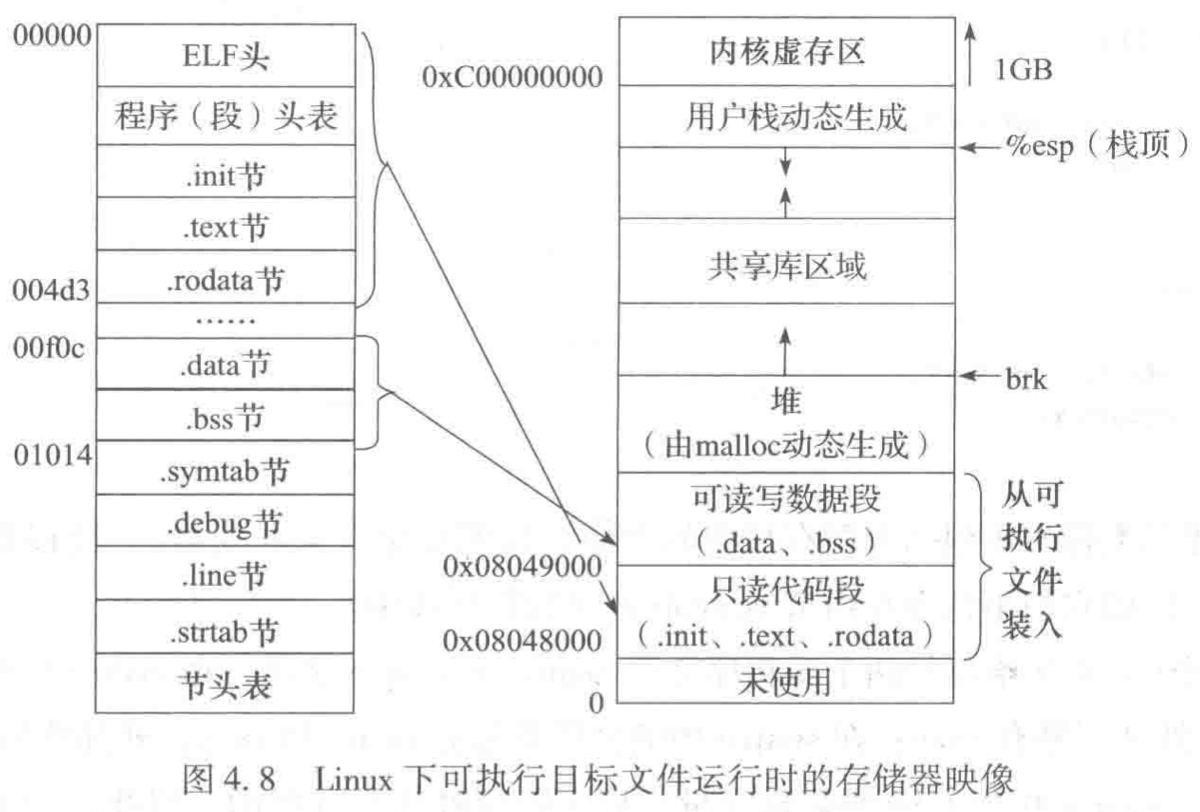 00000
ELF头
程序（段）头表
.init节
.text节
.rodata节
004d3
……
00f0c
.data节
.bss节
01014
.symtab节
.debug节
.line节
.strtab节
节头表
内核虚存区
1GB
0xC00000000
用户栈动态生成
%esp（栈顶）
共享库区域
brk
堆
（由malloc动态生成）
可读写数据段
（.data、.bss）
0x08049000
只读代码段
（.init、.text、.rodata）
0x08048000
未使用
0
从可
执行
文件
装入
图 4.8 Linux 下可执行目标文件运行时的存储器映像